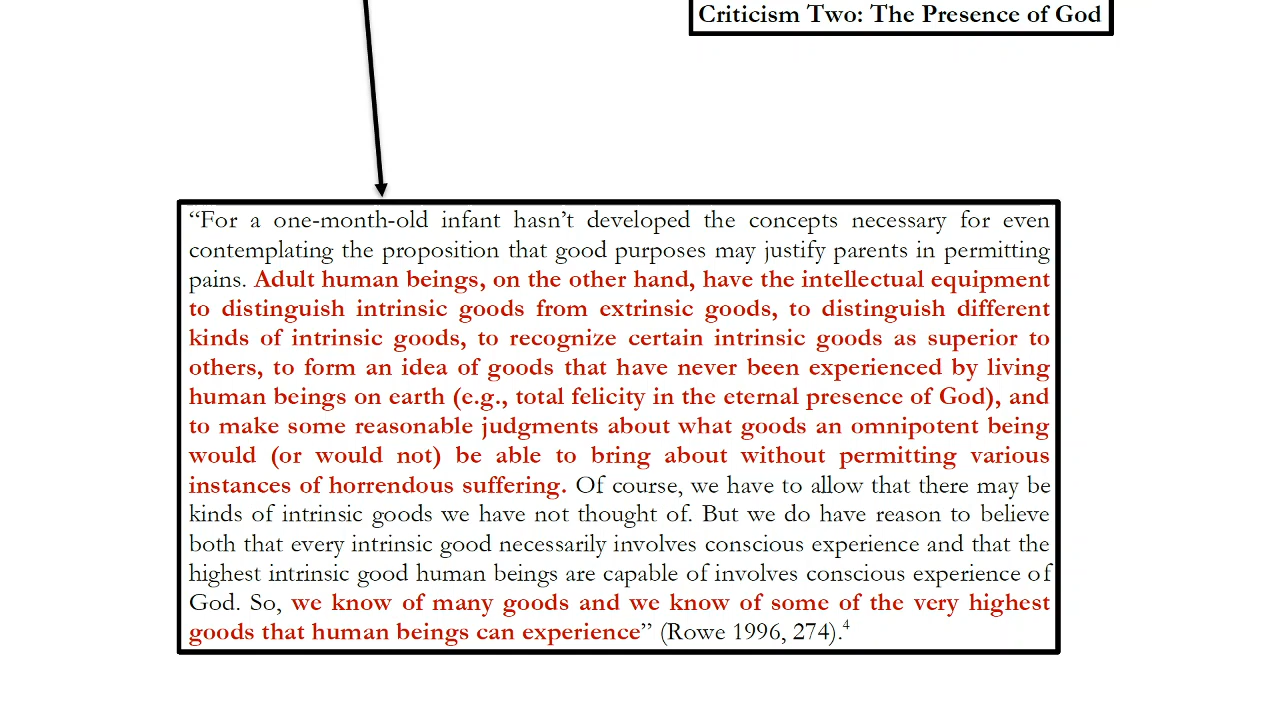 Criticism Two: The Presence of God
“For a one-month-old infant hasn’t developed the concepts necessary for even
contemplating the proposition that good purposes may justify parents in permitting
pains. Adult human beings, on the other hand, have the intellectual equipment
to distinguish intrinsic goods from extrinsic goods, to distinguish different
kinds of intrinsic goods, to recognize certain intrinsic goods as superior to
others, to form an idea of goods that have never been experienced by living
human beings on earth (e.g., total felicity in the eternal presence of God), and
to make some reasonable judgments about what goods an omnipotent being
would (or would not) be able to bring about without permitting various
instances of horrendous suffering. Of course, we have to allow that there may be
kinds of intrinsic goods we have not thought of. But we do have reason to believe
both that every intrinsic good necessarily involves conscious experience and that the
highest intrinsic good human beings are capable of involves conscious experience of
God. So, we know of many goods and we know of some of the very highest
goods that human beings can experience” (Rowe 1996, 274).⁴